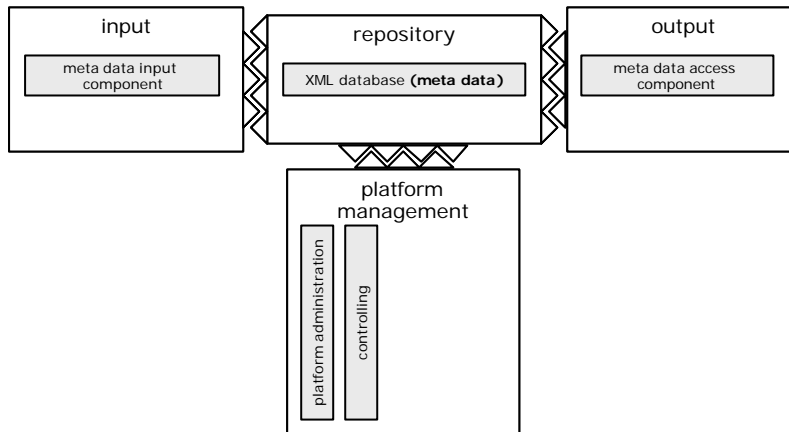 input
meta data input
component
repository
XML database (meta data)
output
meta data access
component
platform
management
platform administration
controlling